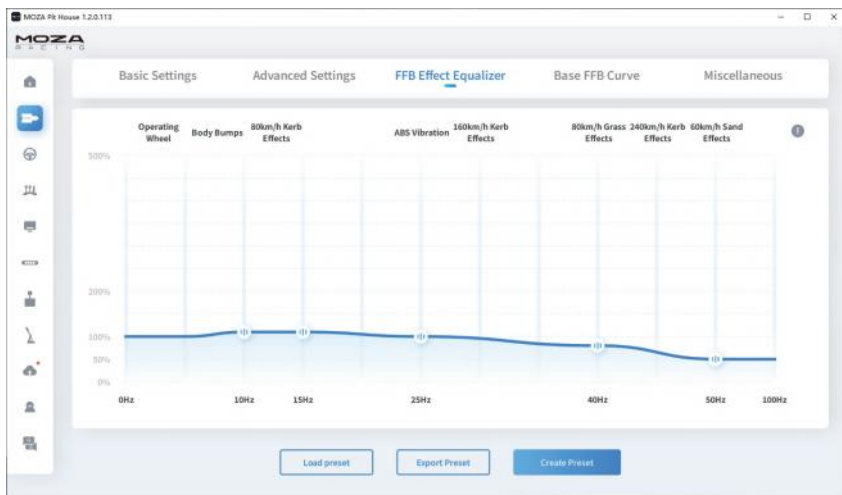 MOZA Pit House 1.2.0.113
MOZA
RACING
Basic Settings Advanced Settings FFB Effect Equalizer Base FFB Curve Miscellaneous
Operating Wheel Body Bumps 80km/h Kerb Effects ABS Vibration 160km/h Kerb Effects 80km/h Grass Effects 240km/h Kerb Effects 60km/h Sand Effects
500%
200%
100%
50%
0%
0Hz 10Hz 15Hz 25Hz 40Hz 50Hz 100Hz
Load preset Export Preset Create Preset